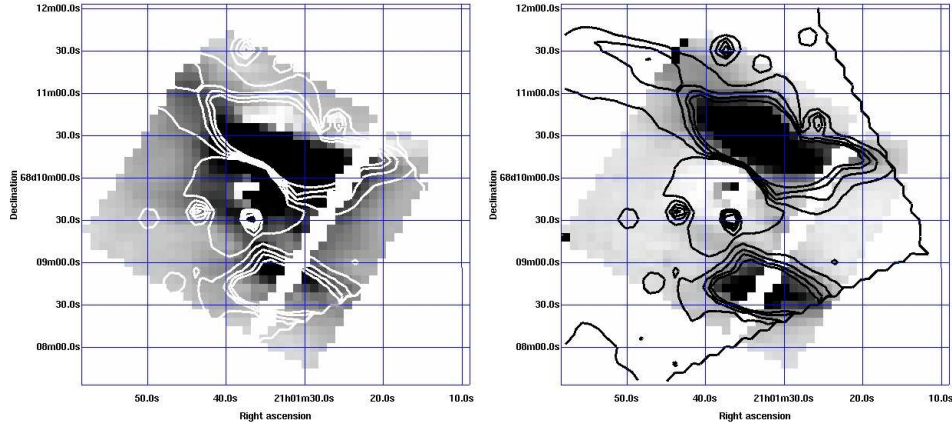 12m00.0s
30.0s
11m00.0s
30.0s
68d10m00.0s
30.0s
09m00.0s
30.0s
08m00.0s
Declination
50.0s
40.0s
21h01m30.0s
20.0s
10.0s
Right ascension
12m00.0s
30.0s
11m00.0s
30.0s
68d10m00.0s
30.0s
09m00.0s
30.0s
08m00.0s
Declination
50.0s
40.0s
21h01m30.0s
20.0s
10.0s
Right ascension